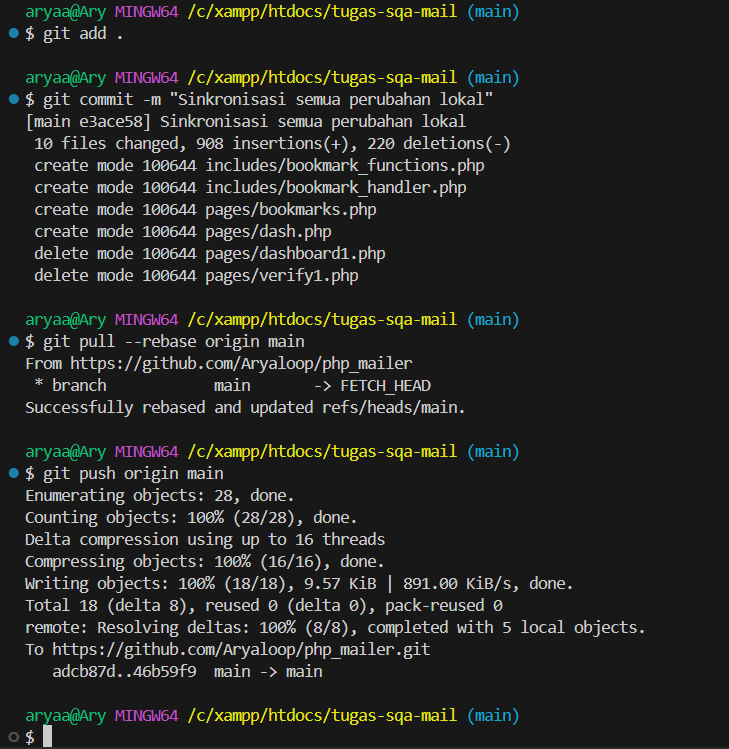 aryaa@Ary MINGW64 /c/xampp/htdocs/tugas-sqa-mail (main)
$ git add .
aryaa@Ary MINGW64 /c/xampp/htdocs/tugas-sqa-mail (main)
$ git commit -m "Sinkronisasi semua perubahan lokal"
[main e3ace58] Sinkronisasi semua perubahan lokal
 10 files changed, 908 insertions(+), 220 deletions(-)
 create mode 100644 includes/bookmark_functions.php
 create mode 100644 includes/bookmark_handler.php
 create mode 100644 pages/bookmarks.php
 create mode 100644 pages/dash.php
 delete mode 100644 pages/dashboard1.php
 delete mode 100644 pages/verify1.php
aryaa@Ary MINGW64 /c/xampp/htdocs/tugas-sqa-mail (main)
$ git pull --rebase origin main
From https://github.com/Aryaloop/php_mailer
 * branch            main       -> FETCH_HEAD
Successfully rebased and updated refs/heads/main.
aryaa@Ary MINGW64 /c/xampp/htdocs/tugas-sqa-mail (main)
$ git push origin main
Enumerating objects: 28, done.
Counting objects: 100% (28/28), done.
Delta compression using up to 16 threads
Compressing objects: 100% (16/16), done.
Writing objects: 100% (18/18), 9.57 KiB | 891.00 KiB/s, done.
Total 18 (delta 8), reused 0 (delta 0), pack-reused 0
remote: Resolving deltas: 100% (8/8), completed with 5 local objects.
To https://github.com/Aryaloop/php_mailer.git
   adcb87d..46b59f9  main -> main
aryaa@Ary MINGW64 /c/xampp/htdocs/tugas-sqa-mail (main)
$